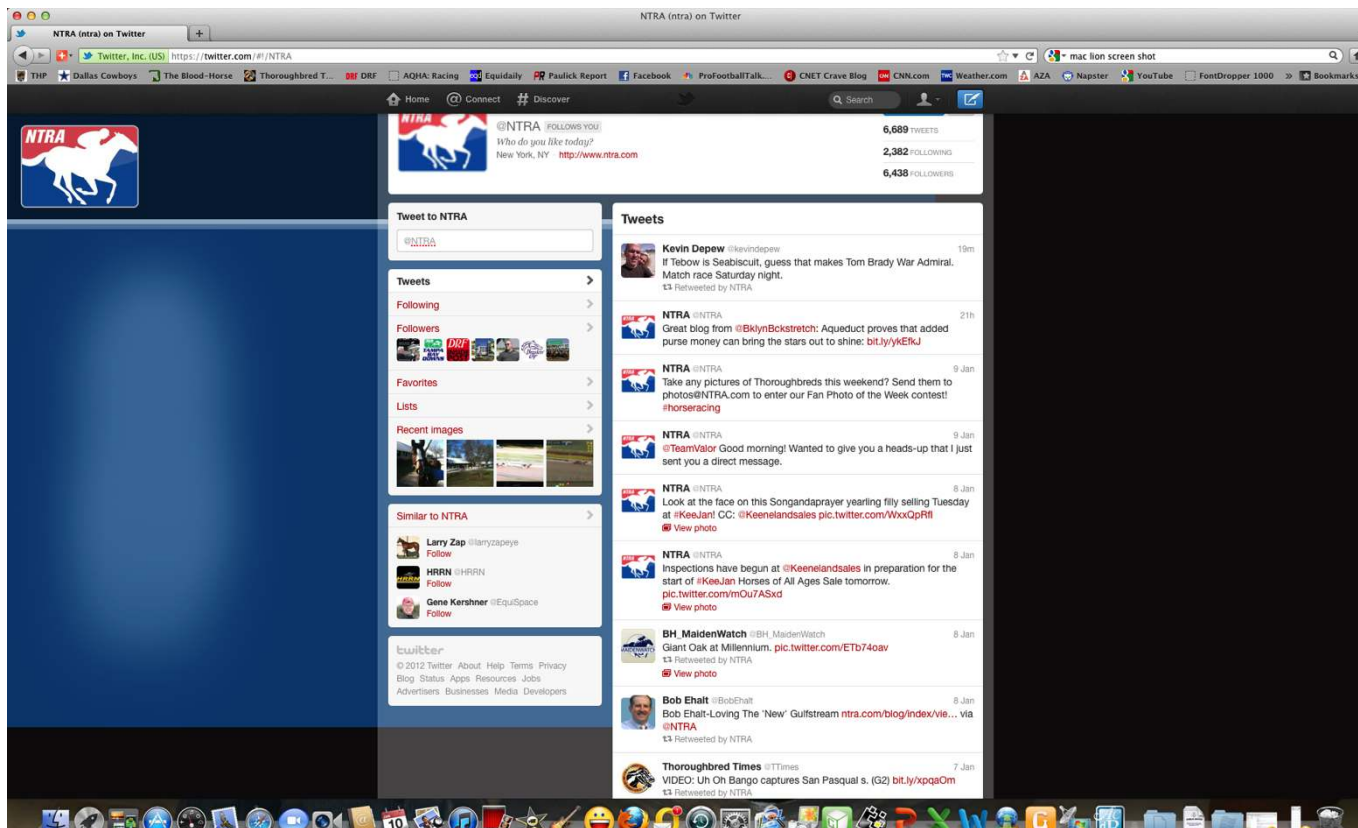 NTRA (ntra) on Twitter
NTRA (ntra) on Twitter
Twitter, Inc. (US) https://twitter.com/#!/NTRA
mac lion screen shot
THP Dallas Cowboys The Blood-Horse Thoroughbred T... DRF DRF AQHA: Racing eqd Equidaily PR Paulick Report Facebook ProFootballTalk.... CNET Crave Blog CNN.com TWC Weather.com AZA Napster YouTube FontDropper 1000 » Bookmarks
Home Connect Discover
Search
NTRA
NTRA
@NTRA FOLLOWS YOU
Who do you like today?
New York, NY http://www.ntra.com
6,689 TWEETS
2,382 FOLLOWING
6,438 FOLLOWERS
Tweet to NTRA
@NTRA
Tweets
Following
Followers
TAMPA BAY DOWNS DRF
Favorites
Lists
Recent images
Similar to NTRA
Larry Zap @larryzapeye
Follow
HRRN @HRRN
Follow
Gene Kershner @EquiSpace
Follow
twitter
© 2012 Twitter About Help Terms Privacy
Blog Status Apps Resources Jobs
Advertisers Businesses Media Developers
Tweets
Kevin Depew @kevindepew 19m
If Tebow is Seabiscuit, guess that makes Tom Brady War Admiral.
Match race Saturday night.
Retweeted by NTRA
NTRA @NTRA 21h
Great blog from @BklynBckstretch: Aqueduct proves that added
purse money can bring the stars out to shine: bit.ly/ykEfkJ
NTRA @NTRA 9 Jan
Take any pictures of Thoroughbreds this weekend? Send them to
photos@NTRA.com to enter our Fan Photo of the Week contest!
#horseracing
NTRA @NTRA 9 Jan
@TeamValor Good morning! Wanted to give you a heads-up that I just
sent you a direct message.
NTRA @NTRA 8 Jan
Look at the face on this Songandaprayer yearling filly selling Tuesday
at #KeeJan! CC: @Keenelandsales pic.twitter.com/WxxQpRfl
View photo
NTRA @NTRA 8 Jan
Inspections have begun at @Keenelandsales in preparation for the
start of #KeeJan Horses of All Ages Sale tomorrow.
pic.twitter.com/mOu7ASxd
View photo
BH_MaidenWatch @BH_MaidenWatch 8 Jan
Giant Oak at Millennium. pic.twitter.com/ETb74oav
Retweeted by NTRA
View photo
Bob Ehalt @BobEhalt 8 Jan
Bob Ehalt-Loving The 'New' Gulfstream ntra.com/blog/index/vie... via
@NTRA
Retweeted by NTRA
Thoroughbred Times @TTimes 7 Jan
VIDEO: Uh Oh Bango captures San Pasqual s. (G2) bit.ly/xpqaOm
Retweeted by NTRA
10